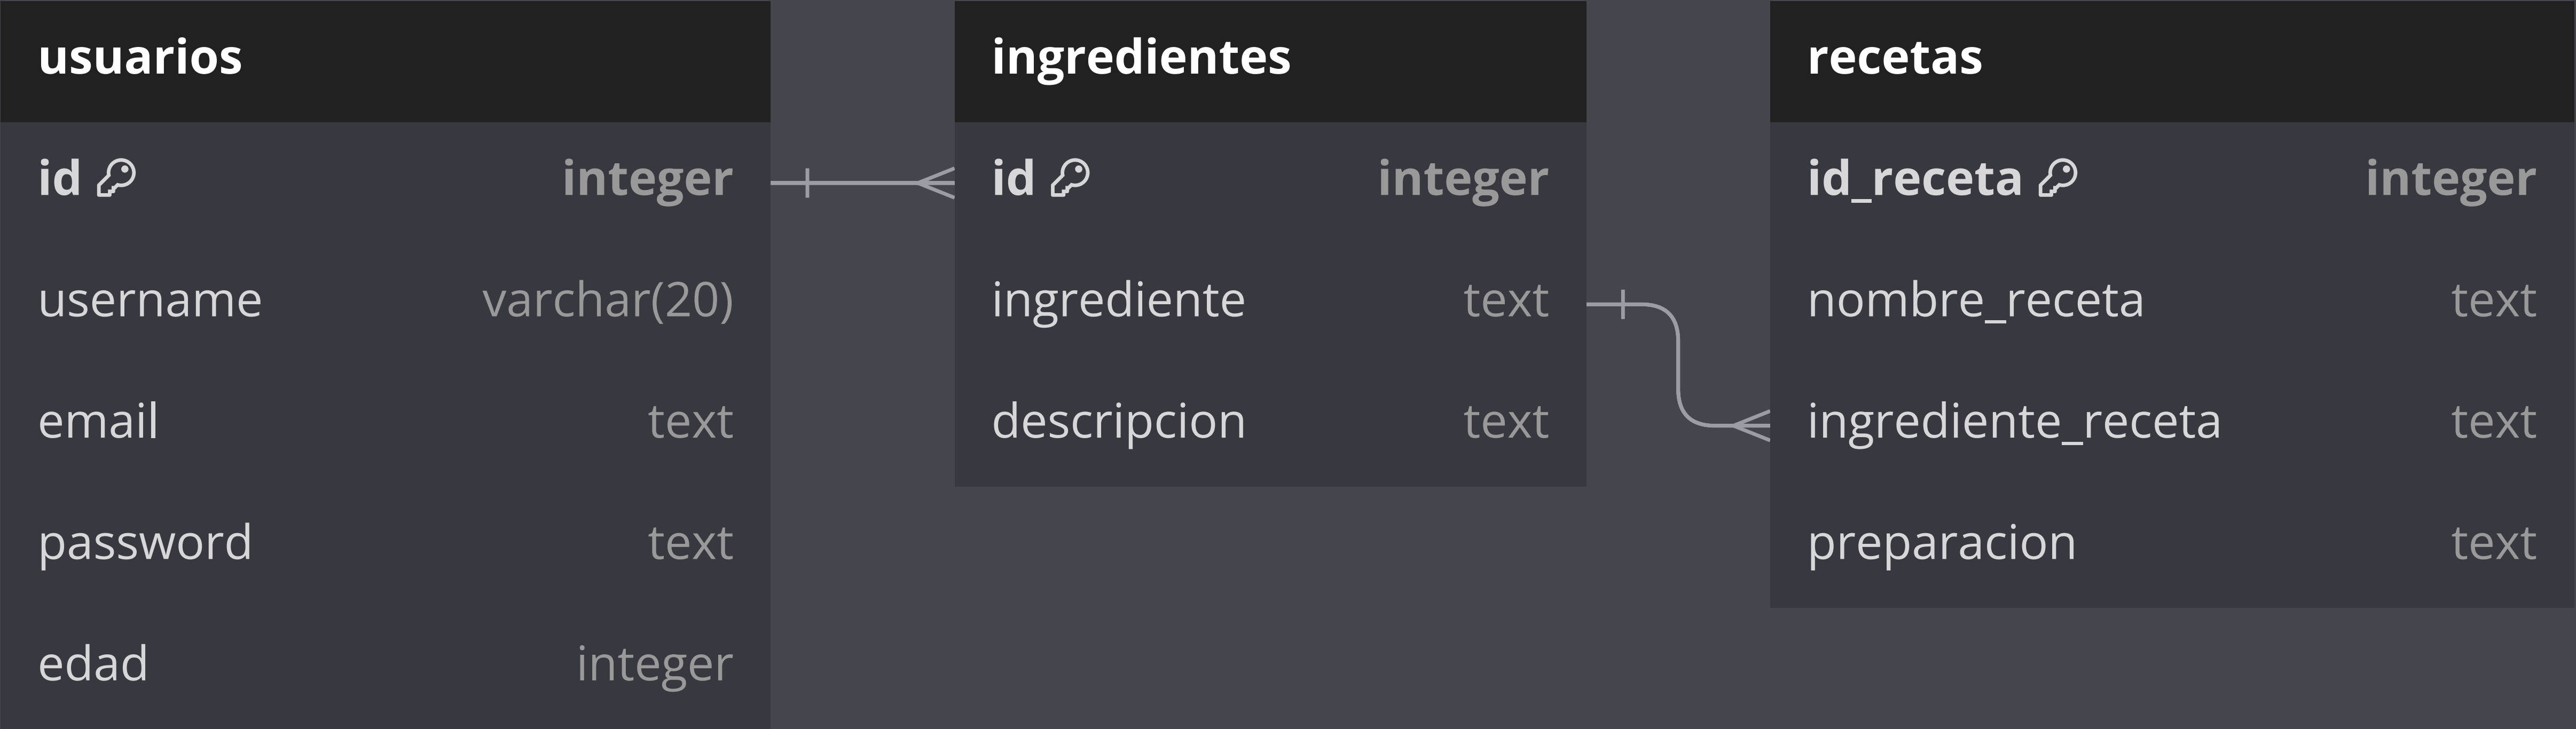 usuarios
id integer
username varchar(20)
email text
password text
edad integer
ingredientes
id integer
ingrediente text
descripcion text
recetas
id_receta integer
nombre_receta text
ingrediente_receta text
preparacion text